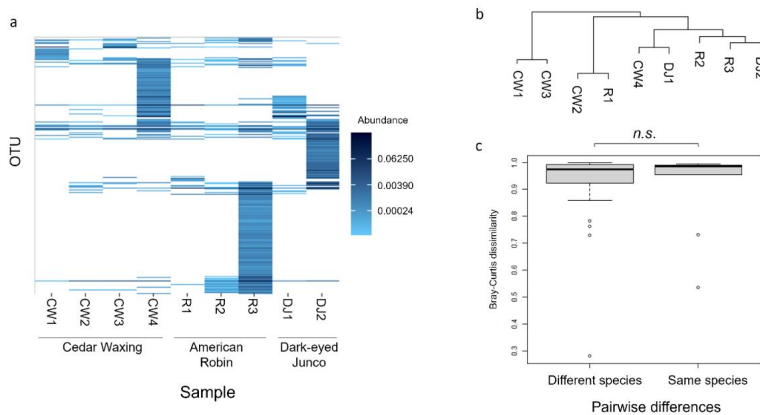 a
OTU
Abundance
0.06250
0.00390
0.00024
CW1
CW2
CW3
CW4
R1
R2
R3
DJ1
DJ2
Cedar Waxing
American
Robin
Dark-eyed
Junco
Sample
b
CW1
CW3
CW2
R1
CW4
DJ1
R2
R3
DJ2
c
n.s.
Bray-Curtis dissimilarity
1.0
0.9
0.8
0.7
0.6
0.5
0.4
0.3
Different species
Same species
Pairwise differences